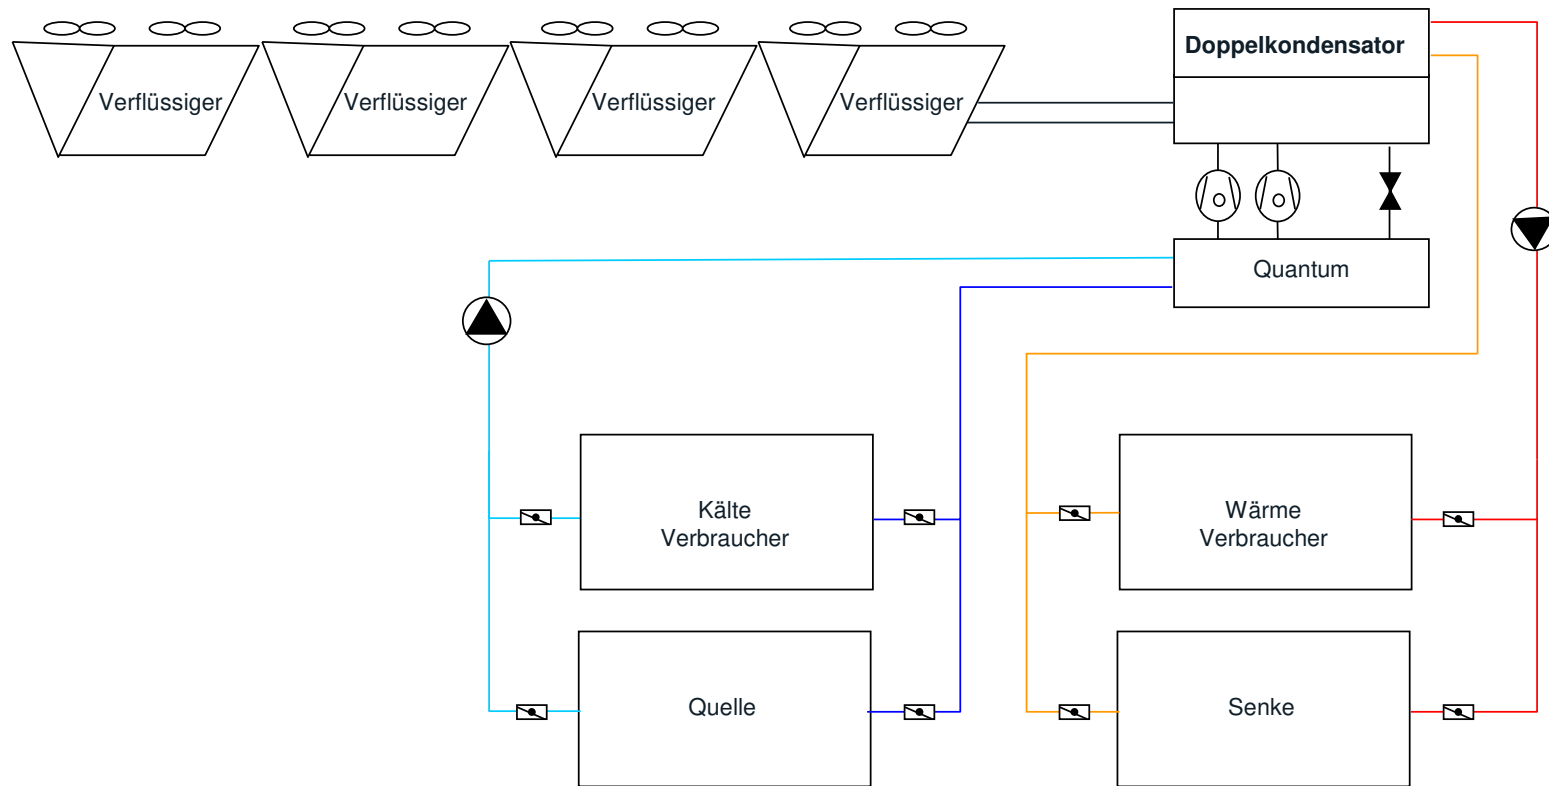 Verflüssiger
Verflüssiger
Verflüssiger
Verflüssiger
Doppelkondensator
Quantum
Kälte
Verbraucher
Wärme
Verbraucher
Quelle
Senke